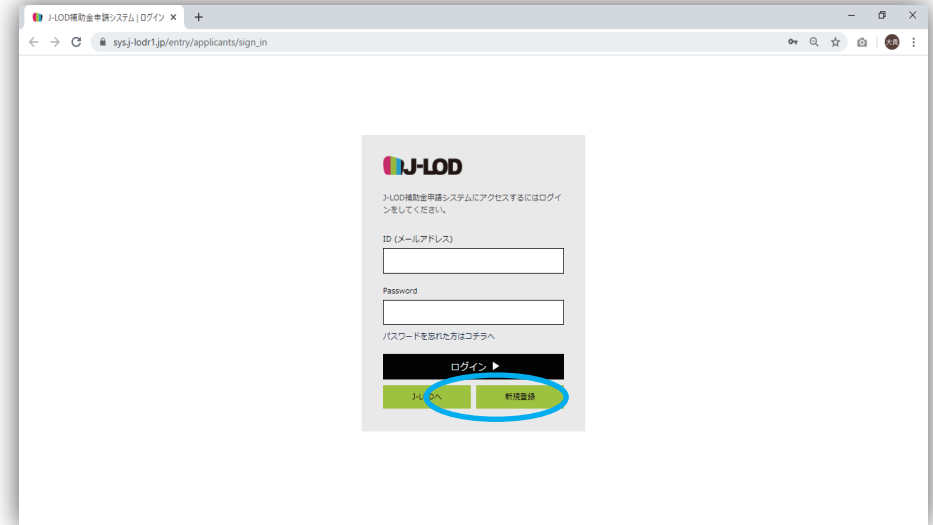 J-LOD補助金申請システム | ログイン
sys.j-lodr1.jp/entry/applicants/sign_in
大貴
J-LOD
J-LOD補助金申請システムにアクセスするにはログイ
ンをしてください。
ID (メールアドレス)
Password
パスワードを忘れた方はコチラへ
ログイン ▶
J-LODへ
新規登録